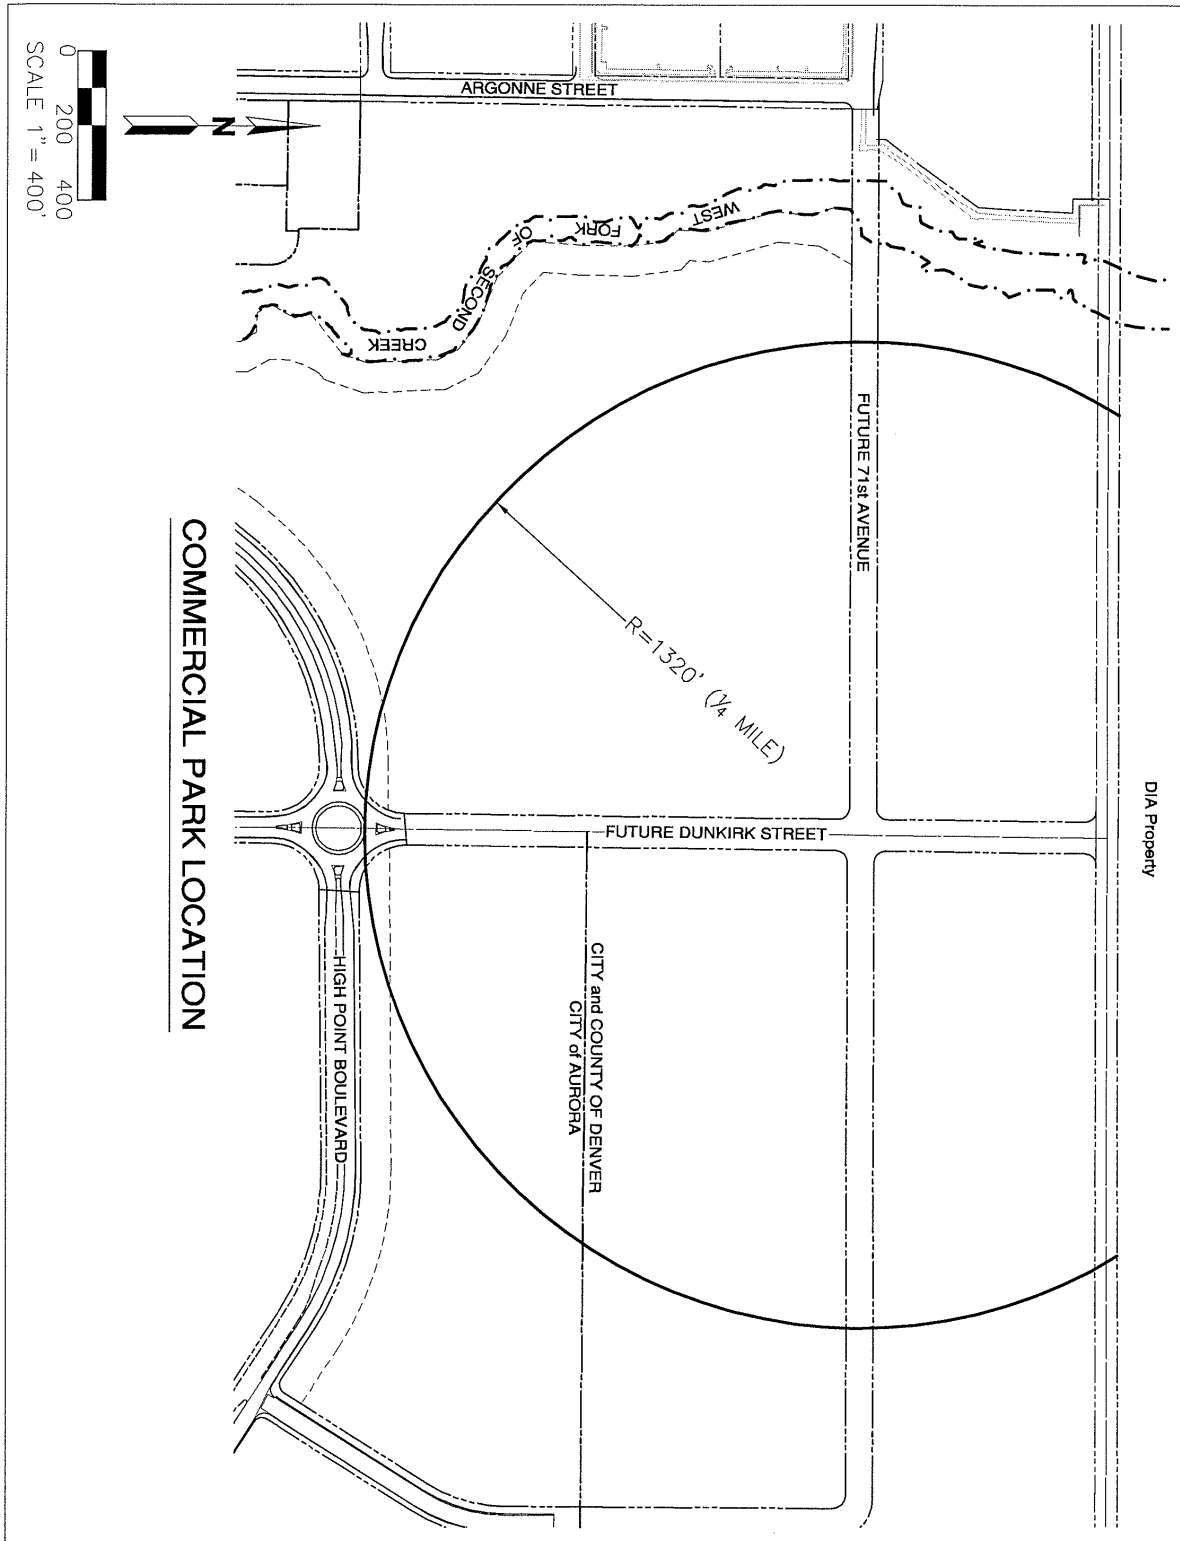 DIA Property
FUTURE 71st AVENUE
ARGONNE STREET
WEST
FORK
OF
SECOND
CREEK
R=1320' (¼ MILE)
FUTURE DUNKIRK STREET
CITY and COUNTY OF DENVER
CITY of AURORA
HIGH POINT BOULEVARD
COMMERCIAL PARK LOCATION
N
0 200 400
SCALE 1" = 400'